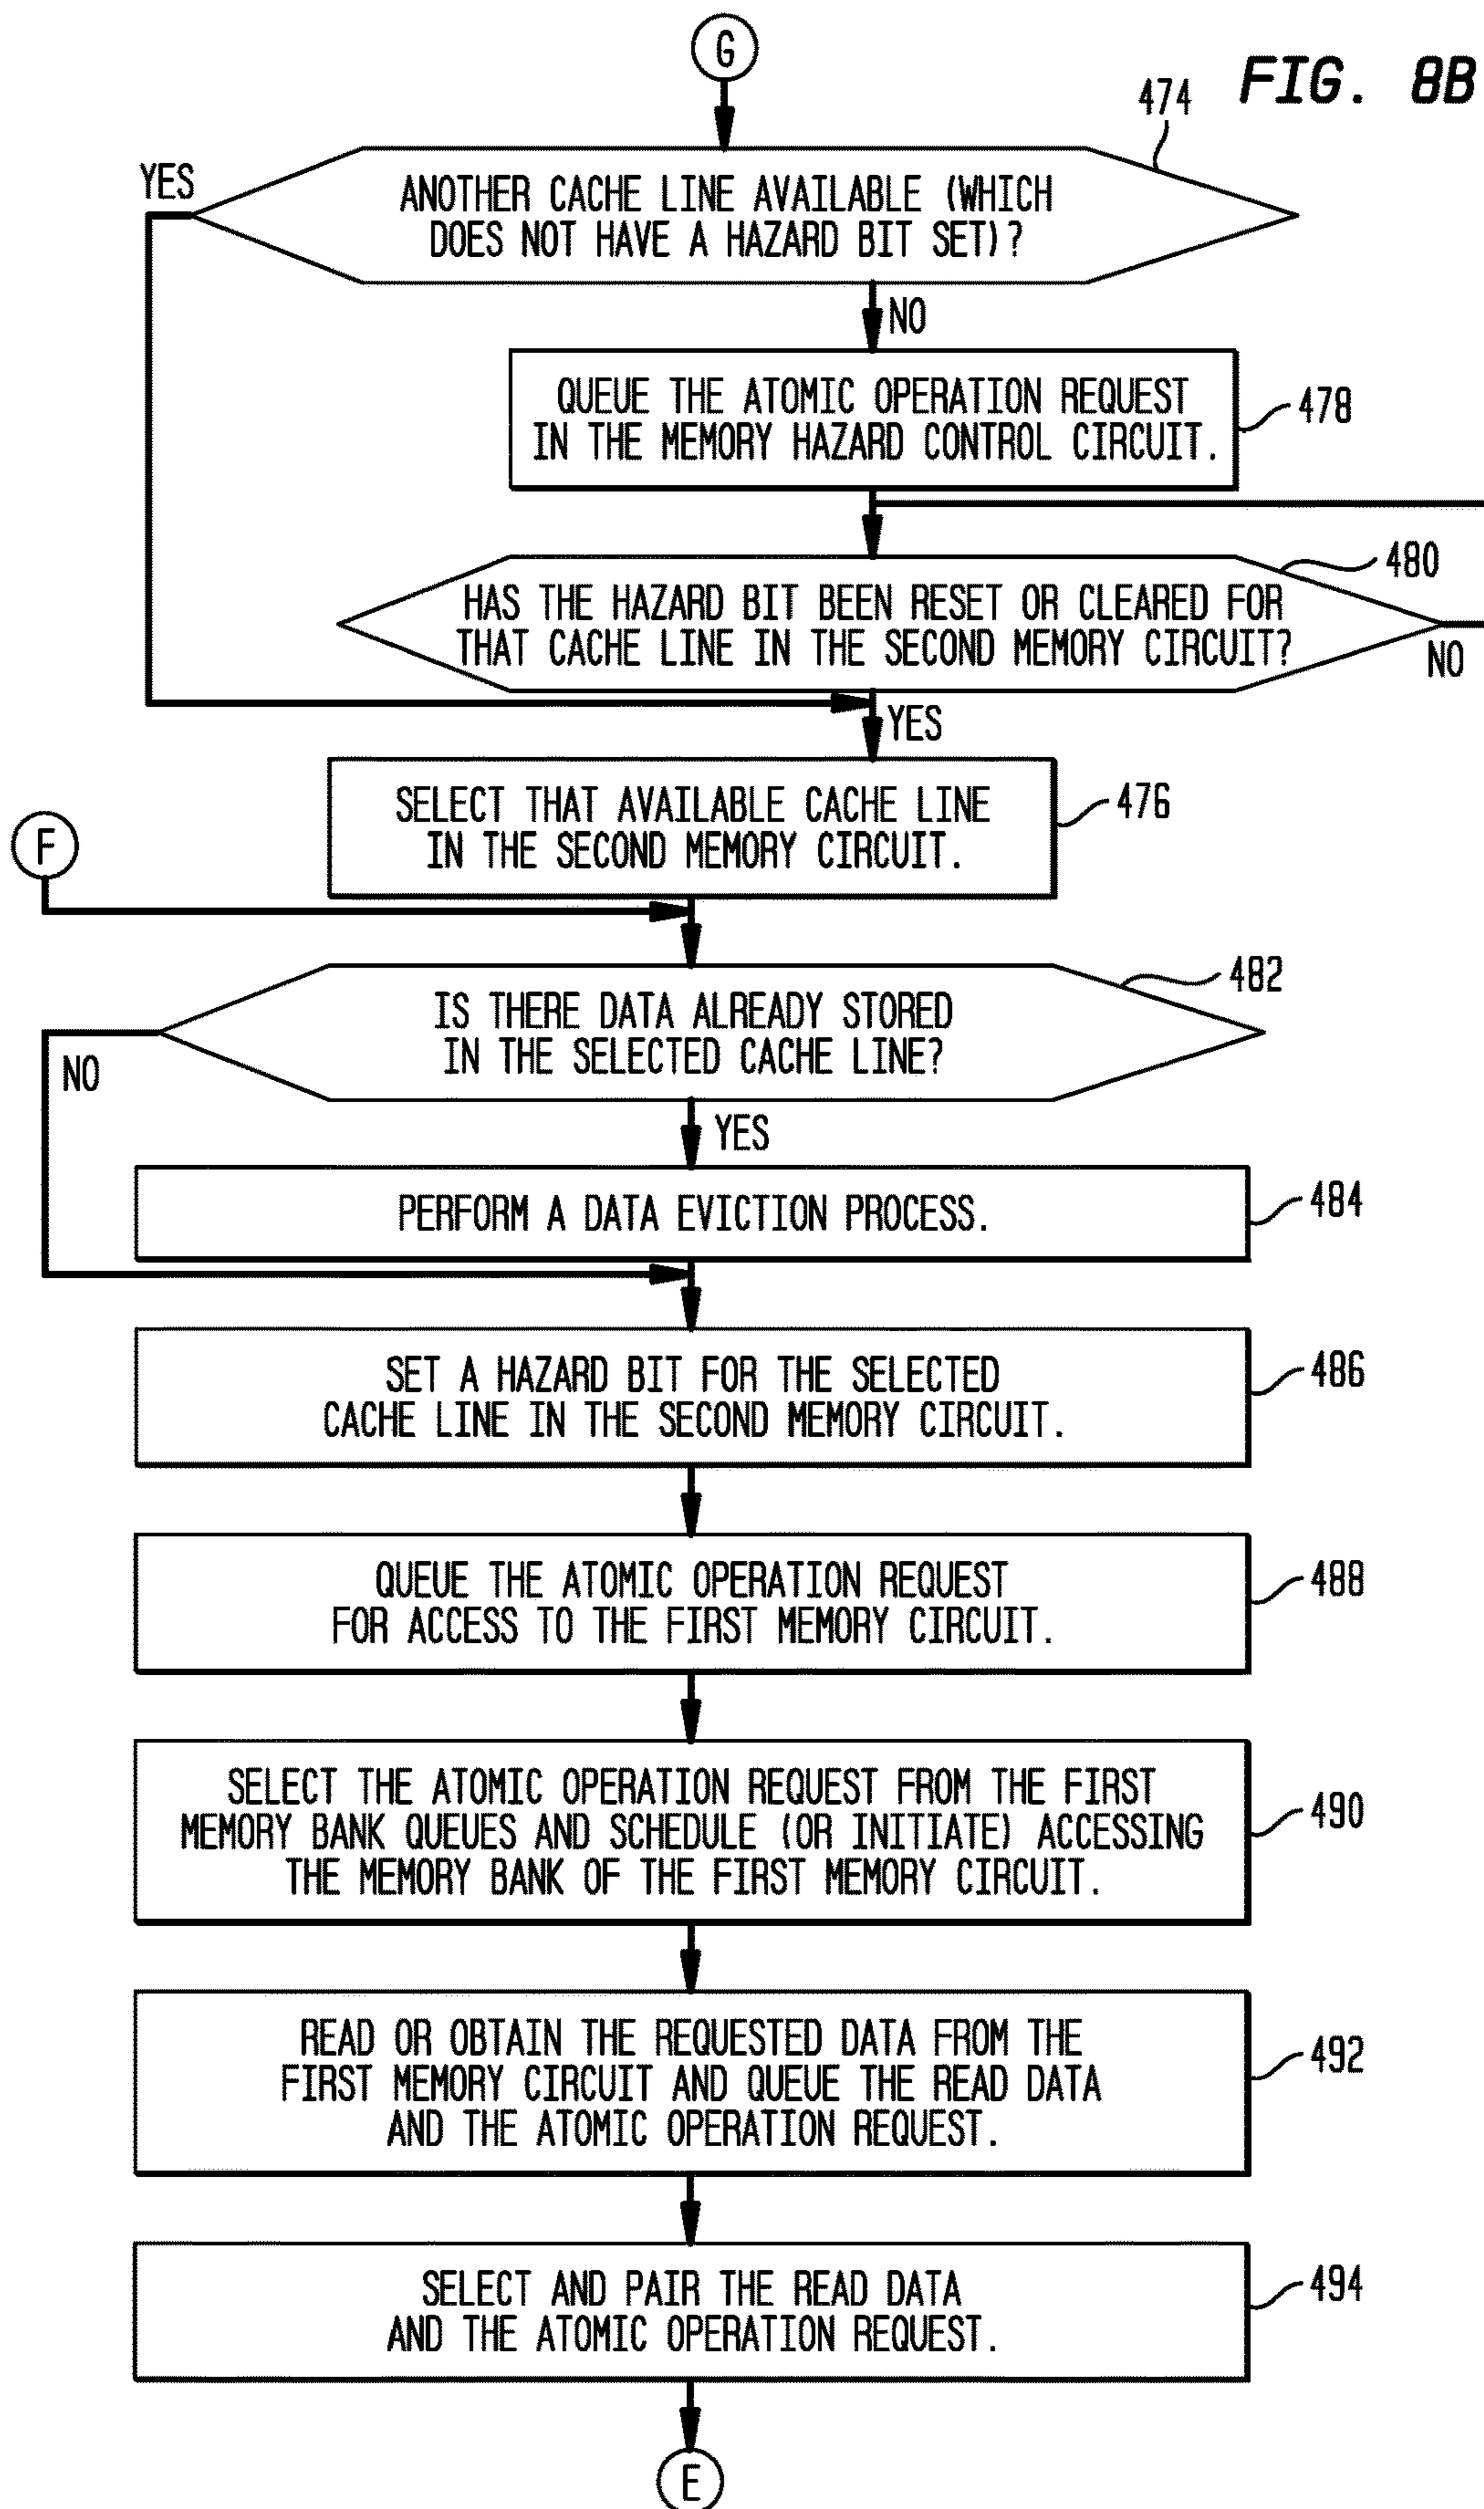 G
FIG. 8B
474
YES
ANOTHER CACHE LINE AVAILABLE (WHICH
DOES NOT HAVE A HAZARD BIT SET)?
NO
QUEUE THE ATOMIC OPERATION REQUEST
IN THE MEMORY HAZARD CONTROL CIRCUIT.
478
480
HAS THE HAZARD BIT BEEN RESET OR CLEARED FOR
THAT CACHE LINE IN THE SECOND MEMORY CIRCUIT?
NO
YES
SELECT THAT AVAILABLE CACHE LINE
IN THE SECOND MEMORY CIRCUIT.
476
F
482
IS THERE DATA ALREADY STORED
IN THE SELECTED CACHE LINE?
NO
YES
PERFORM A DATA EVICTION PROCESS.
484
SET A HAZARD BIT FOR THE SELECTED
CACHE LINE IN THE SECOND MEMORY CIRCUIT.
486
QUEUE THE ATOMIC OPERATION REQUEST
FOR ACCESS TO THE FIRST MEMORY CIRCUIT.
488
SELECT THE ATOMIC OPERATION REQUEST FROM THE FIRST
MEMORY BANK QUEUES AND SCHEDULE (OR INITIATE) ACCESSING
THE MEMORY BANK OF THE FIRST MEMORY CIRCUIT.
490
READ OR OBTAIN THE REQUESTED DATA FROM THE
FIRST MEMORY CIRCUIT AND QUEUE THE READ DATA
AND THE ATOMIC OPERATION REQUEST.
492
SELECT AND PAIR THE READ DATA
AND THE ATOMIC OPERATION REQUEST.
494
E